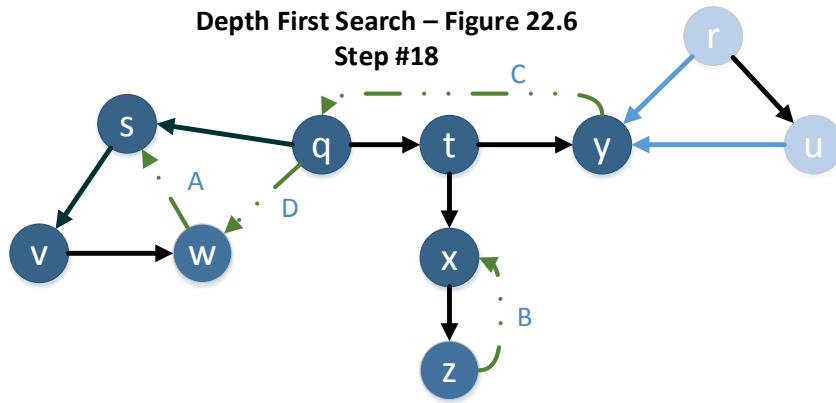 Depth First Search – Figure 22.6
Step #18
r
C
s
q
t
y
u
A
D
v
w
x
B
z